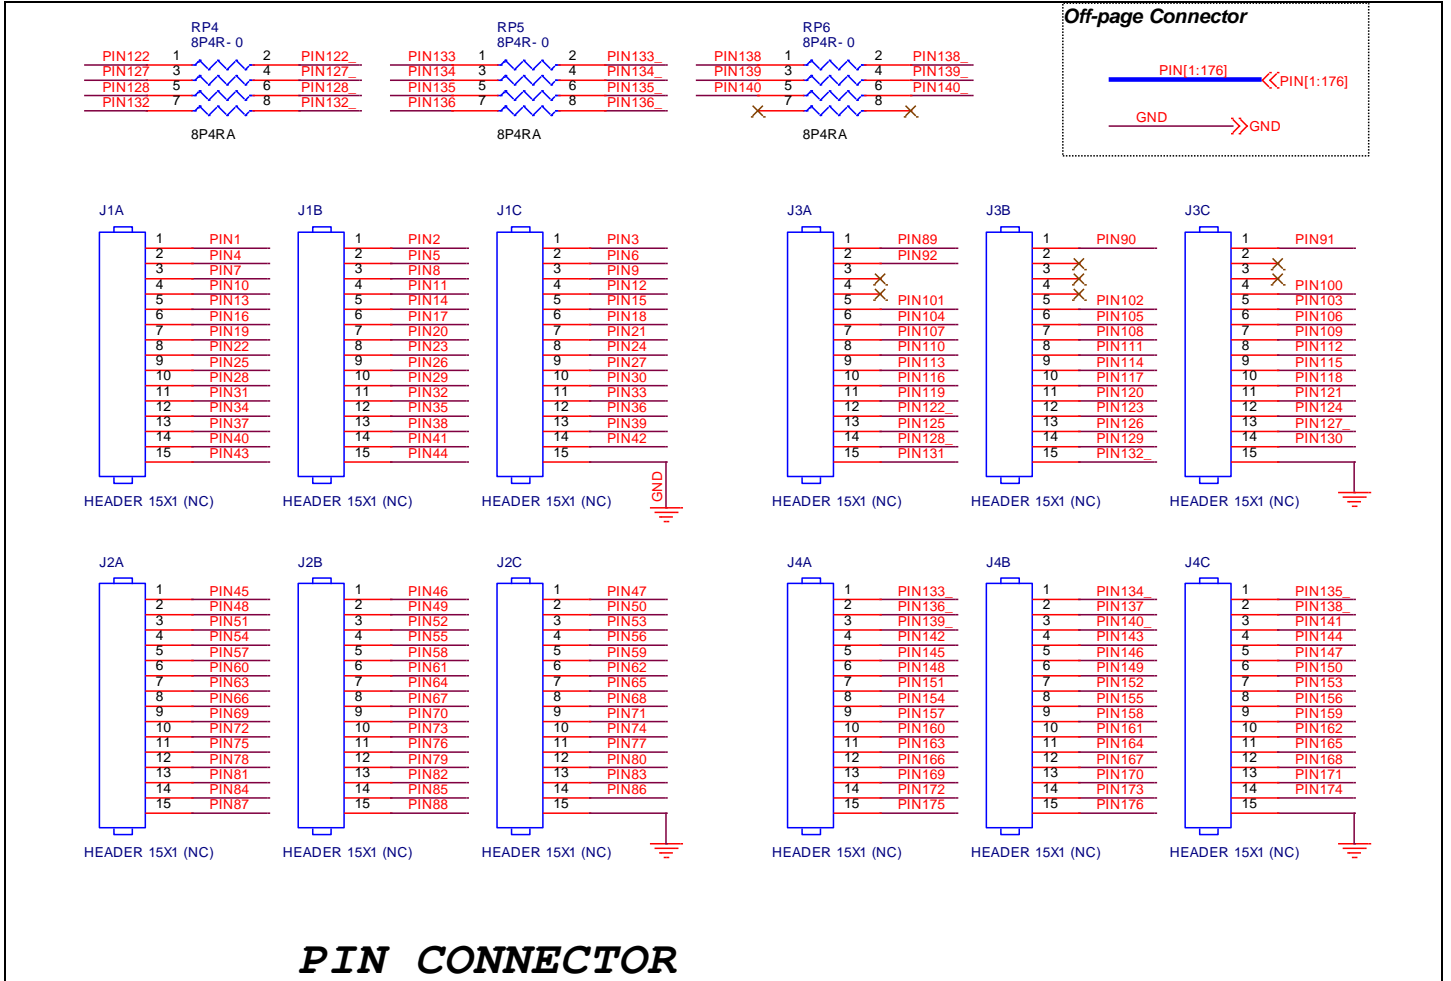 RP4 RP5 RP6 Off-page Connector
8P4R- 0 8P4R- 0 8P4R- 0
PIN122 1 2 PIN122_ PIN133 1 2 PIN133_ PIN138 1 2 PIN138_
PIN127 3 4 PIN127_ PIN134 3 4 PIN134_ PIN139 3 4 PIN139_ PIN[1:176]
PIN128 5 6 PIN128_ PIN135 5 6 PIN135_ PIN140 5 6 PIN140_ PIN[1:176]
PIN132 7 8 PIN132_ PIN136 7 8 PIN136_ 7 8
GND GND
8P4RA 8P4RA 8P4RA
J1A J1B J1C J3A J3B J3C
1 PIN1 1 PIN2 1 PIN3 1 PIN89 1 PIN90 1 PIN91
2 PIN4 2 PIN5 2 PIN6 2 PIN92 2 2
3 PIN7 3 PIN8 3 PIN9 3 3 3
4 PIN10 4 PIN11 4 PIN12 4 4 4 PIN100
5 PIN13 5 PIN14 5 PIN15 5 PIN101 5 PIN102 5 PIN103
6 PIN16 6 PIN17 6 PIN18 6 PIN104 6 PIN105 6 PIN106
7 PIN19 7 PIN20 7 PIN21 7 PIN107 7 PIN108 7 PIN109
8 PIN22 8 PIN23 8 PIN24 8 PIN110 8 PIN111 8 PIN112
9 PIN25 9 PIN26 9 PIN27 9 PIN113 9 PIN114 9 PIN115
10 PIN28 10 PIN29 10 PIN30 10 PIN116 10 PIN117 10 PIN118
11 PIN31 11 PIN32 11 PIN33 11 PIN119 11 PIN120 11 PIN121
12 PIN34 12 PIN35 12 PIN36 12 PIN122_ 12 PIN123 12 PIN124
13 PIN37 13 PIN38 13 PIN39 13 PIN125 13 PIN126 13 PIN127_
14 PIN40 14 PIN41 14 PIN42 14 PIN128_ 14 PIN129 14 PIN130
15 PIN43 15 PIN44 15 15 PIN131 15 PIN132_ 15
GND
HEADER 15X1 (NC) HEADER 15X1 (NC) HEADER 15X1 (NC) HEADER 15X1 (NC) HEADER 15X1 (NC) HEADER 15X1 (NC)
J2A J2B J2C J4A J4B J4C
1 PIN45 1 PIN46 1 PIN47 1 PIN133_ 1 PIN134_ 1 PIN135_
2 PIN48 2 PIN49 2 PIN50 2 PIN136_ 2 PIN137 2 PIN138_
3 PIN51 3 PIN52 3 PIN53 3 PIN139_ 3 PIN140_ 3 PIN141
4 PIN54 4 PIN55 4 PIN56 4 PIN142 4 PIN143 4 PIN144
5 PIN57 5 PIN58 5 PIN59 5 PIN145 5 PIN146 5 PIN147
6 PIN60 6 PIN61 6 PIN62 6 PIN148 6 PIN149 6 PIN150
7 PIN63 7 PIN64 7 PIN65 7 PIN151 7 PIN152 7 PIN153
8 PIN66 8 PIN67 8 PIN68 8 PIN154 8 PIN155 8 PIN156
9 PIN69 9 PIN70 9 PIN71 9 PIN157 9 PIN158 9 PIN159
10 PIN72 10 PIN73 10 PIN74 10 PIN160 10 PIN161 10 PIN162
11 PIN75 11 PIN76 11 PIN77 11 PIN163 11 PIN164 11 PIN165
12 PIN78 12 PIN79 12 PIN80 12 PIN166 12 PIN167 12 PIN168
13 PIN81 13 PIN82 13 PIN83 13 PIN169 13 PIN170 13 PIN171
14 PIN84 14 PIN85 14 PIN86 14 PIN172 14 PIN173 14 PIN174
15 PIN87 15 PIN88 15 15 PIN175 15 PIN176 15
HEADER 15X1 (NC) HEADER 15X1 (NC) HEADER 15X1 (NC) HEADER 15X1 (NC) HEADER 15X1 (NC) HEADER 15X1 (NC)
PIN CONNECTOR